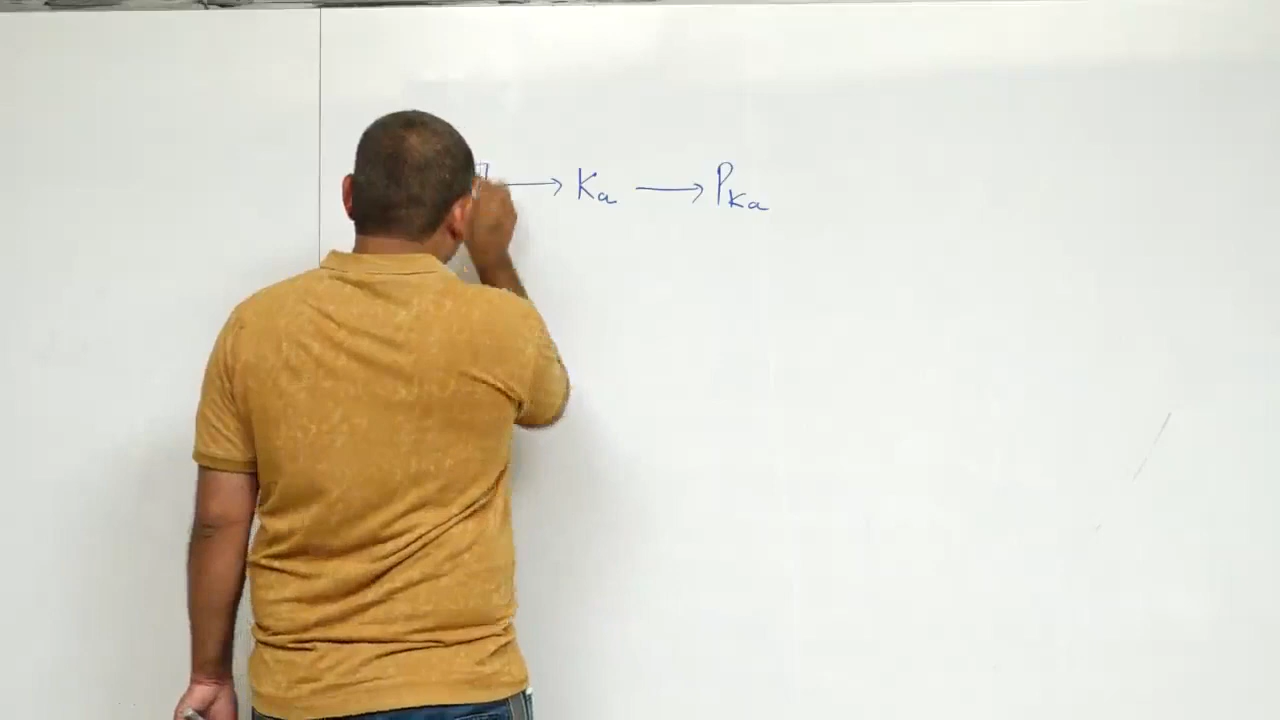 → Ka → PKa